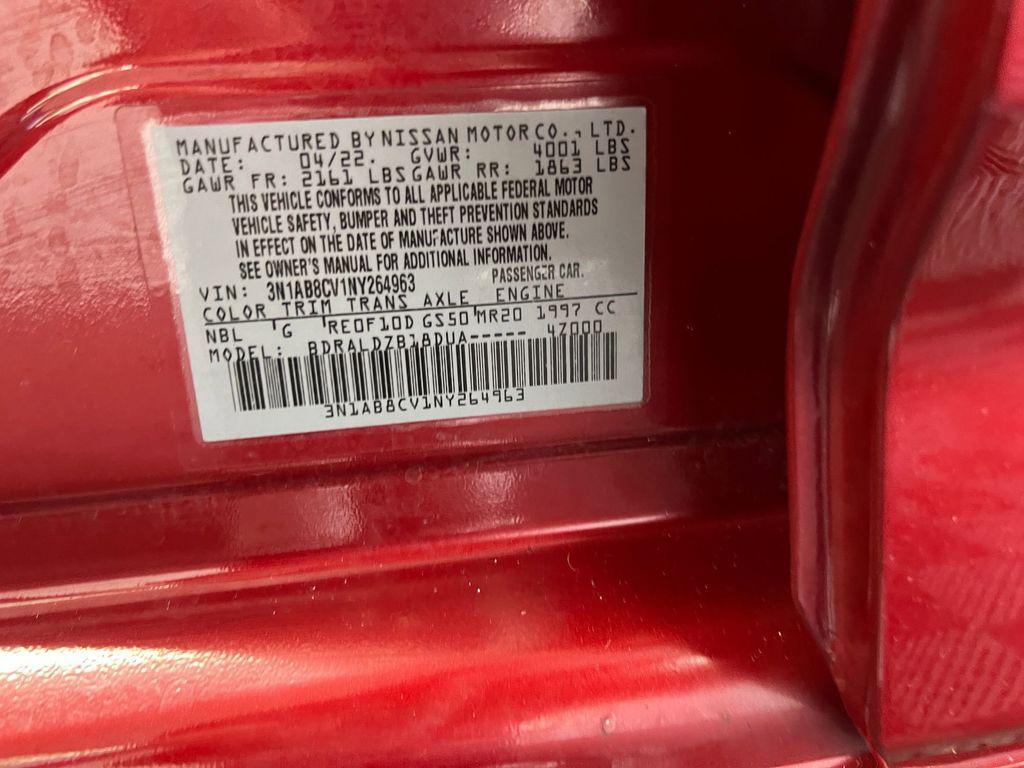 MANUFACTURED BY NISSAN MOTOR CO., LTD.
DATE: 04/22. GVWR: 4001 LBS
GAWR FR: 2161 LBS GAWR RR: 1863 LBS
THIS VEHICLE CONFORMS TO ALL APPLICABLE FEDERAL MOTOR
VEHICLE SAFETY, BUMPER AND THEFT PREVENTION STANDARDS
IN EFFECT ON THE DATE OF MANUFACTURE SHOWN ABOVE.
SEE OWNER'S MANUAL FOR ADDITIONAL INFORMATION.
VIN: 3N1AB8CV1NY264963 PASSENGER CAR.
COLOR TRIM TRANS AXLE ENGINE
NBL G RE0F10D GS50 MR20 1997 CC
MODEL: BDRALDZB18DUA----- 47000
3N1AB8CV1NY264963